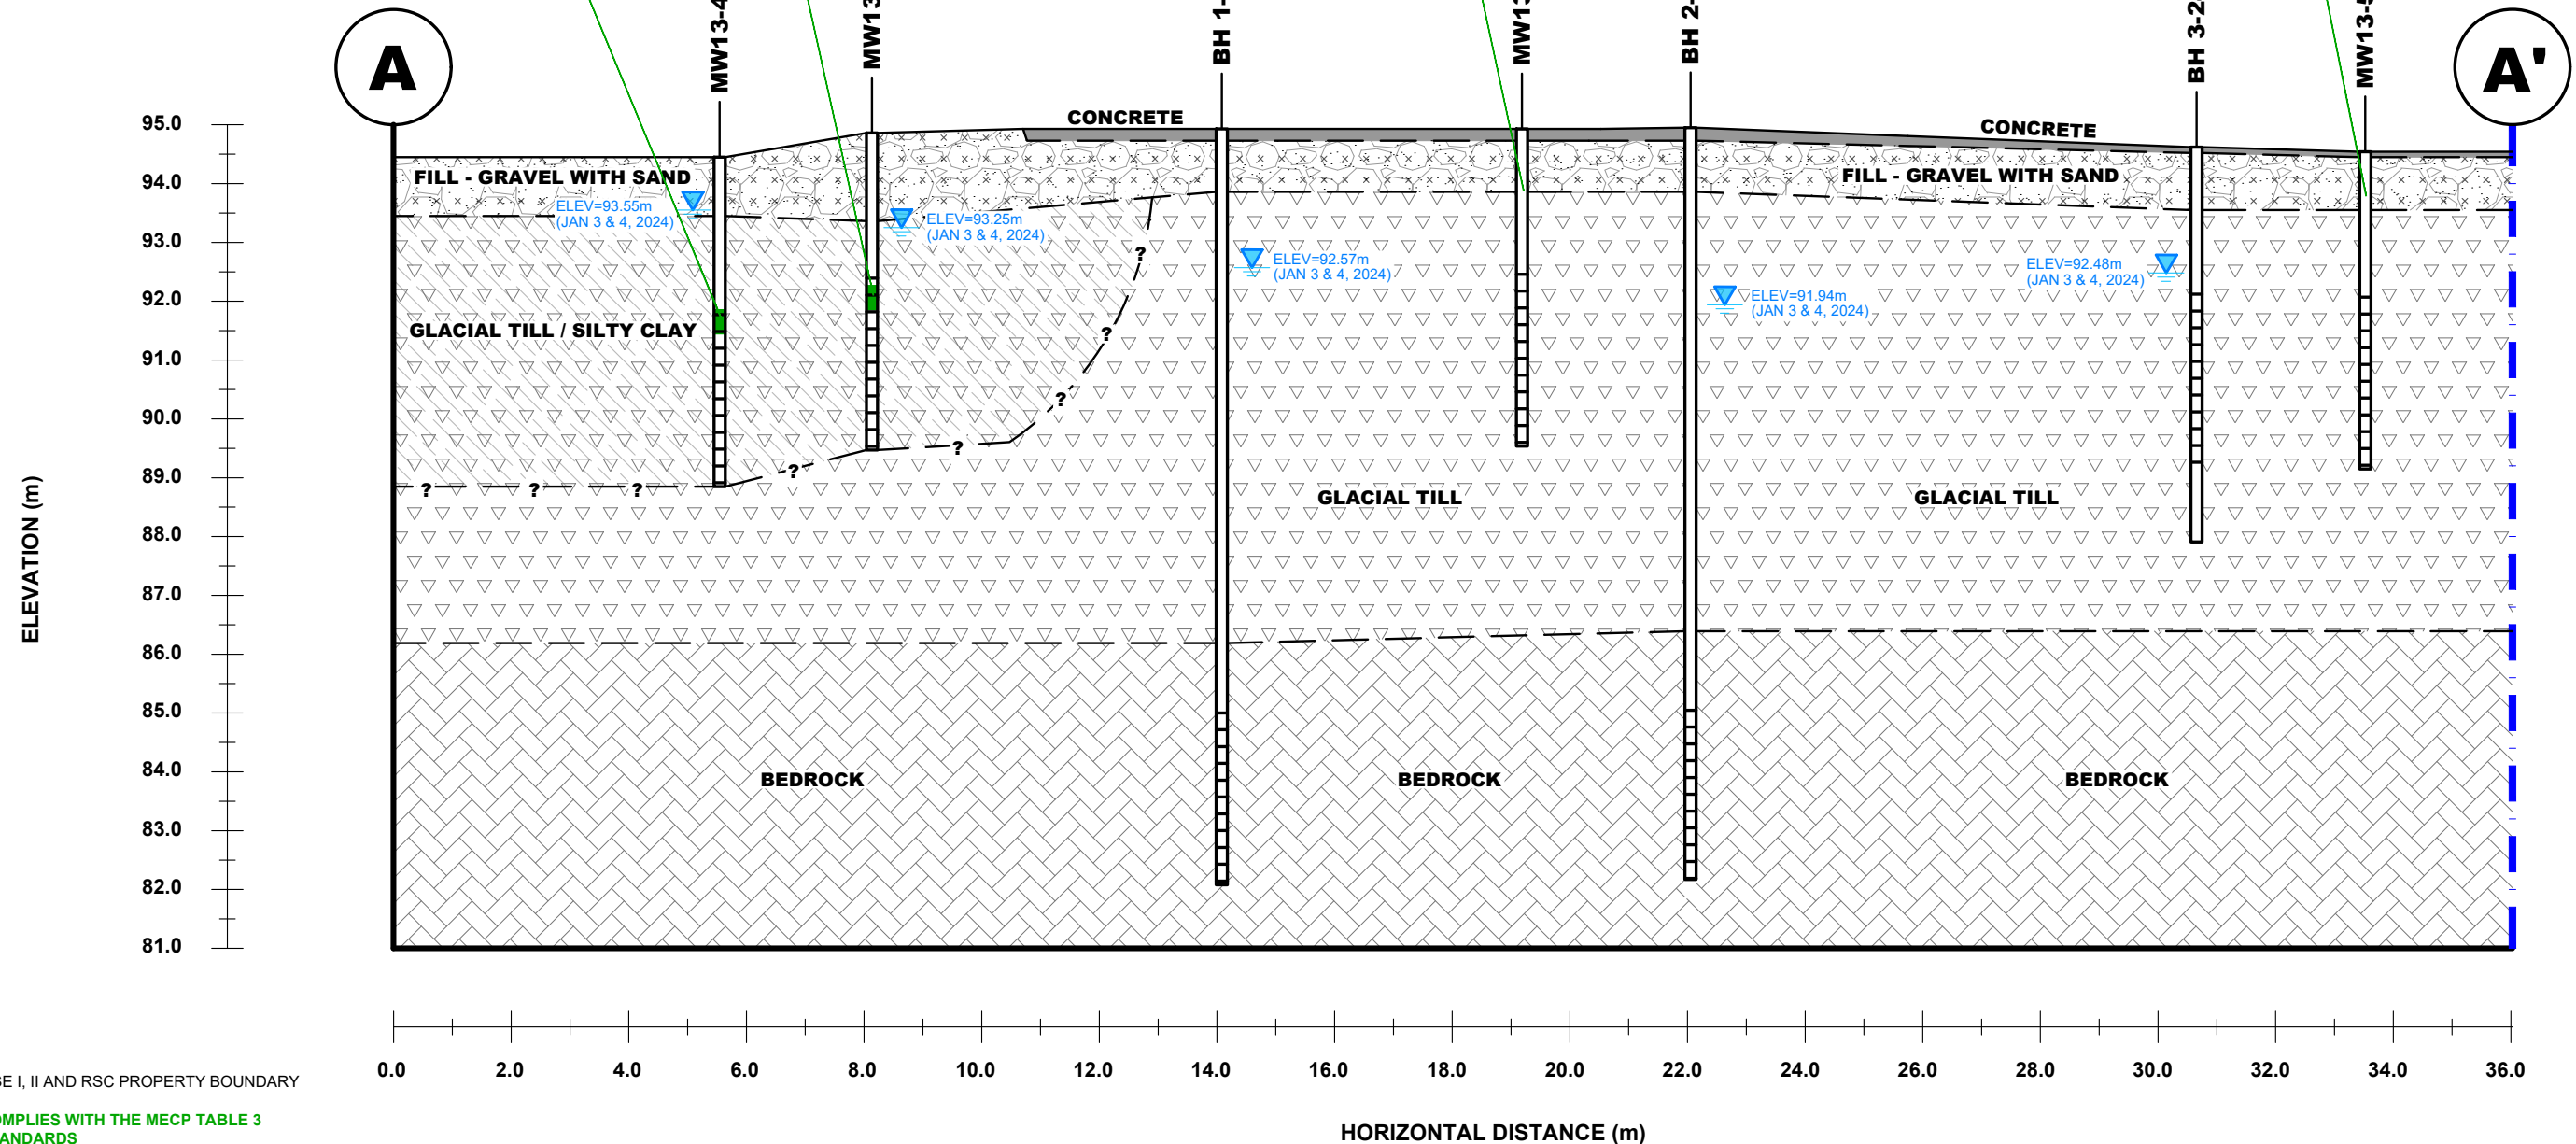 A
A'
MW13-4
MW13
BH 1-
MW13
BH 2-
BH 3-2
MW13-5
CONCRETE
CONCRETE
95.0
94.0
93.0
92.0
91.0
90.0
89.0
88.0
87.0
86.0
85.0
84.0
83.0
82.0
81.0
ELEVATION (m)
FILL - GRAVEL WITH SAND
FILL - GRAVEL WITH SAND
ELEV=93.55m
(JAN 3 & 4, 2024)
ELEV=93.25m
(JAN 3 & 4, 2024)
ELEV=92.57m
(JAN 3 & 4, 2024)
ELEV=91.94m
(JAN 3 & 4, 2024)
ELEV=92.48m
(JAN 3 & 4, 2024)
GLACIAL TILL / SILTY CLAY
?
?
?
?
?
?
?
?
GLACIAL TILL
GLACIAL TILL
BEDROCK
BEDROCK
BEDROCK
0.0
2.0
4.0
6.0
8.0
10.0
12.0
14.0
16.0
18.0
20.0
22.0
24.0
26.0
28.0
30.0
32.0
34.0
36.0
HORIZONTAL DISTANCE (m)
SE I, II AND RSC PROPERTY BOUNDARY
OMPLIES WITH THE MECP TABLE 3
TANDARDS